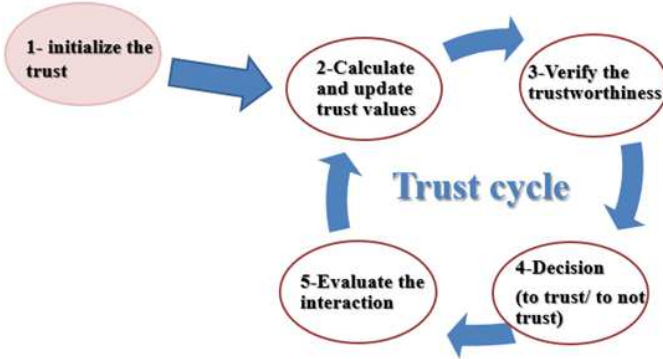 1- initialize the
trust
2-Calculate
and update
trust values
3-Verify the
trustworthiness
Trust cycle
4-Decision
(to trust/ to not
trust)
5-Evaluate the
interaction